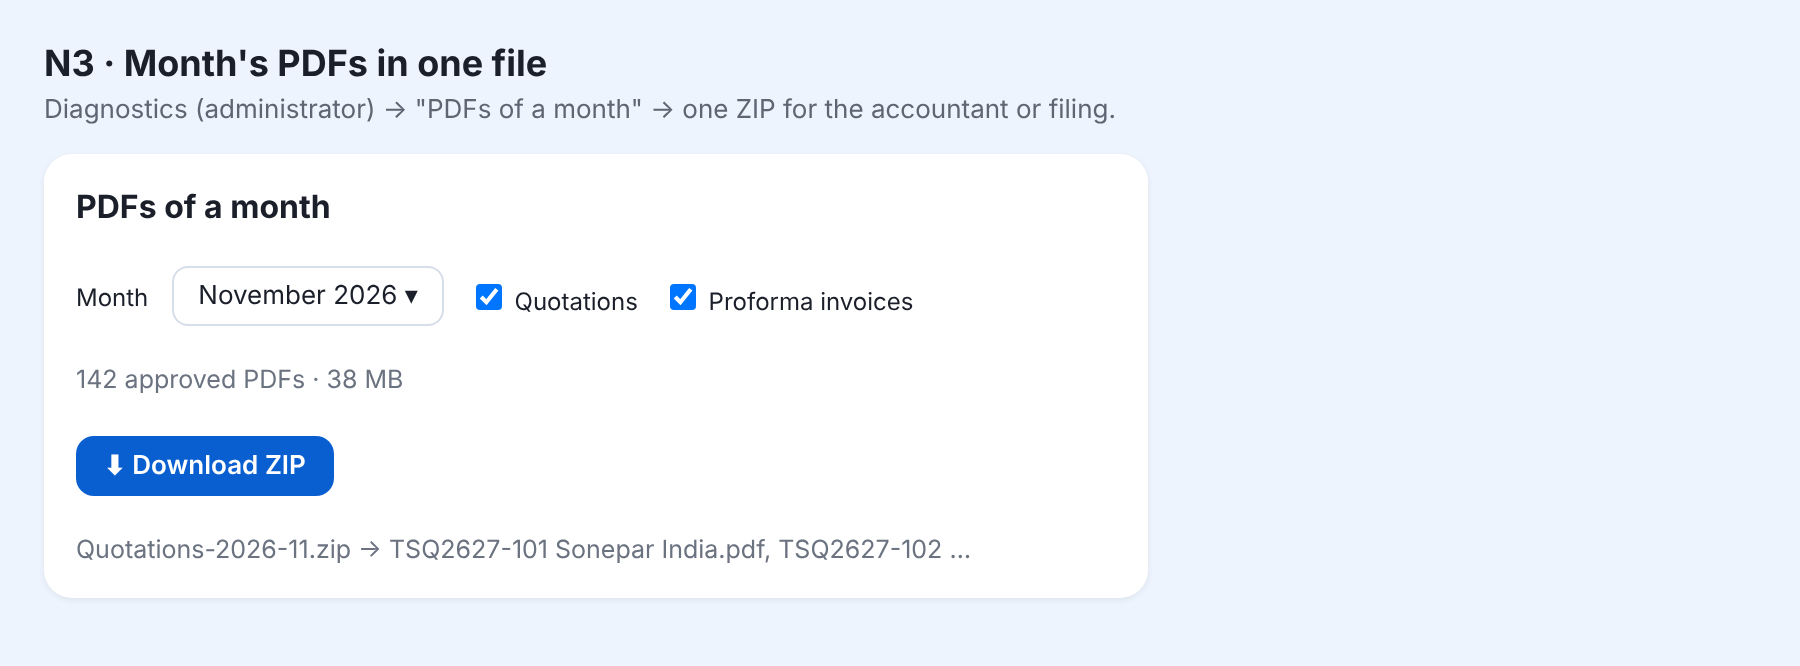 N3 · Month's PDFs in one file
Diagnostics (administrator) → "PDFs of a month" → one ZIP for the accountant or filing.
PDFs of a month
Month November 2026 ▾ Quotations Proforma invoices
142 approved PDFs · 38 MB
⬇ Download ZIP
Quotations-2026-11.zip → TSQ2627-101 Sonepar India.pdf, TSQ2627-102 ...